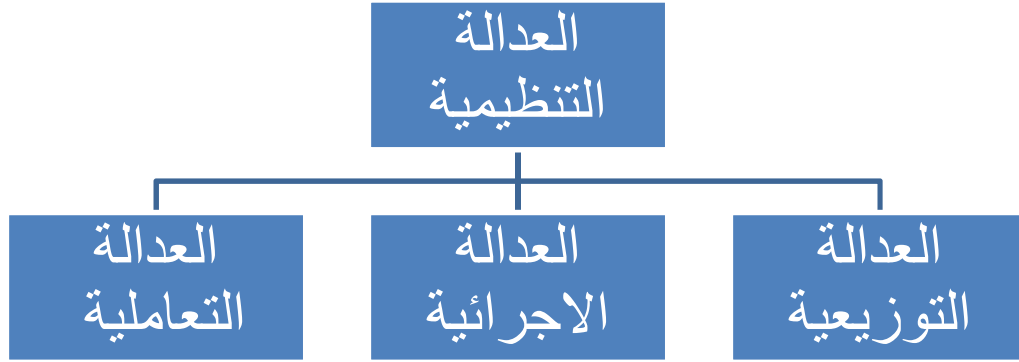 العدالة
التنظيمية
العدالة
التوزيعية
العدالة
الاجرائية
العدالة
التعاملية